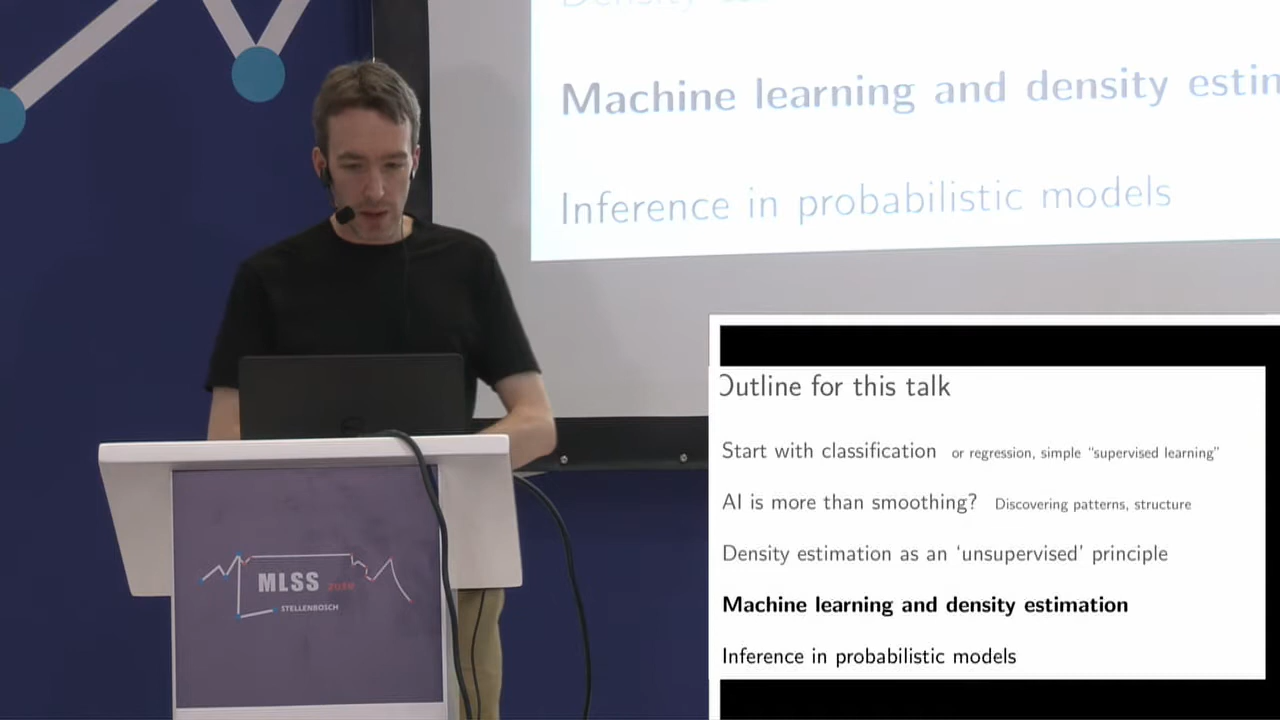 Density
Machine learning and density estin
Inference in probabilistic models
Outline for this talk
Start with classification or regression, simple "supervised learning"
AI is more than smoothing? Discovering patterns, structure
Density estimation as an 'unsupervised' principle
Machine learning and density estimation
Inference in probabilistic models
MLSS
STELLENBOSCH